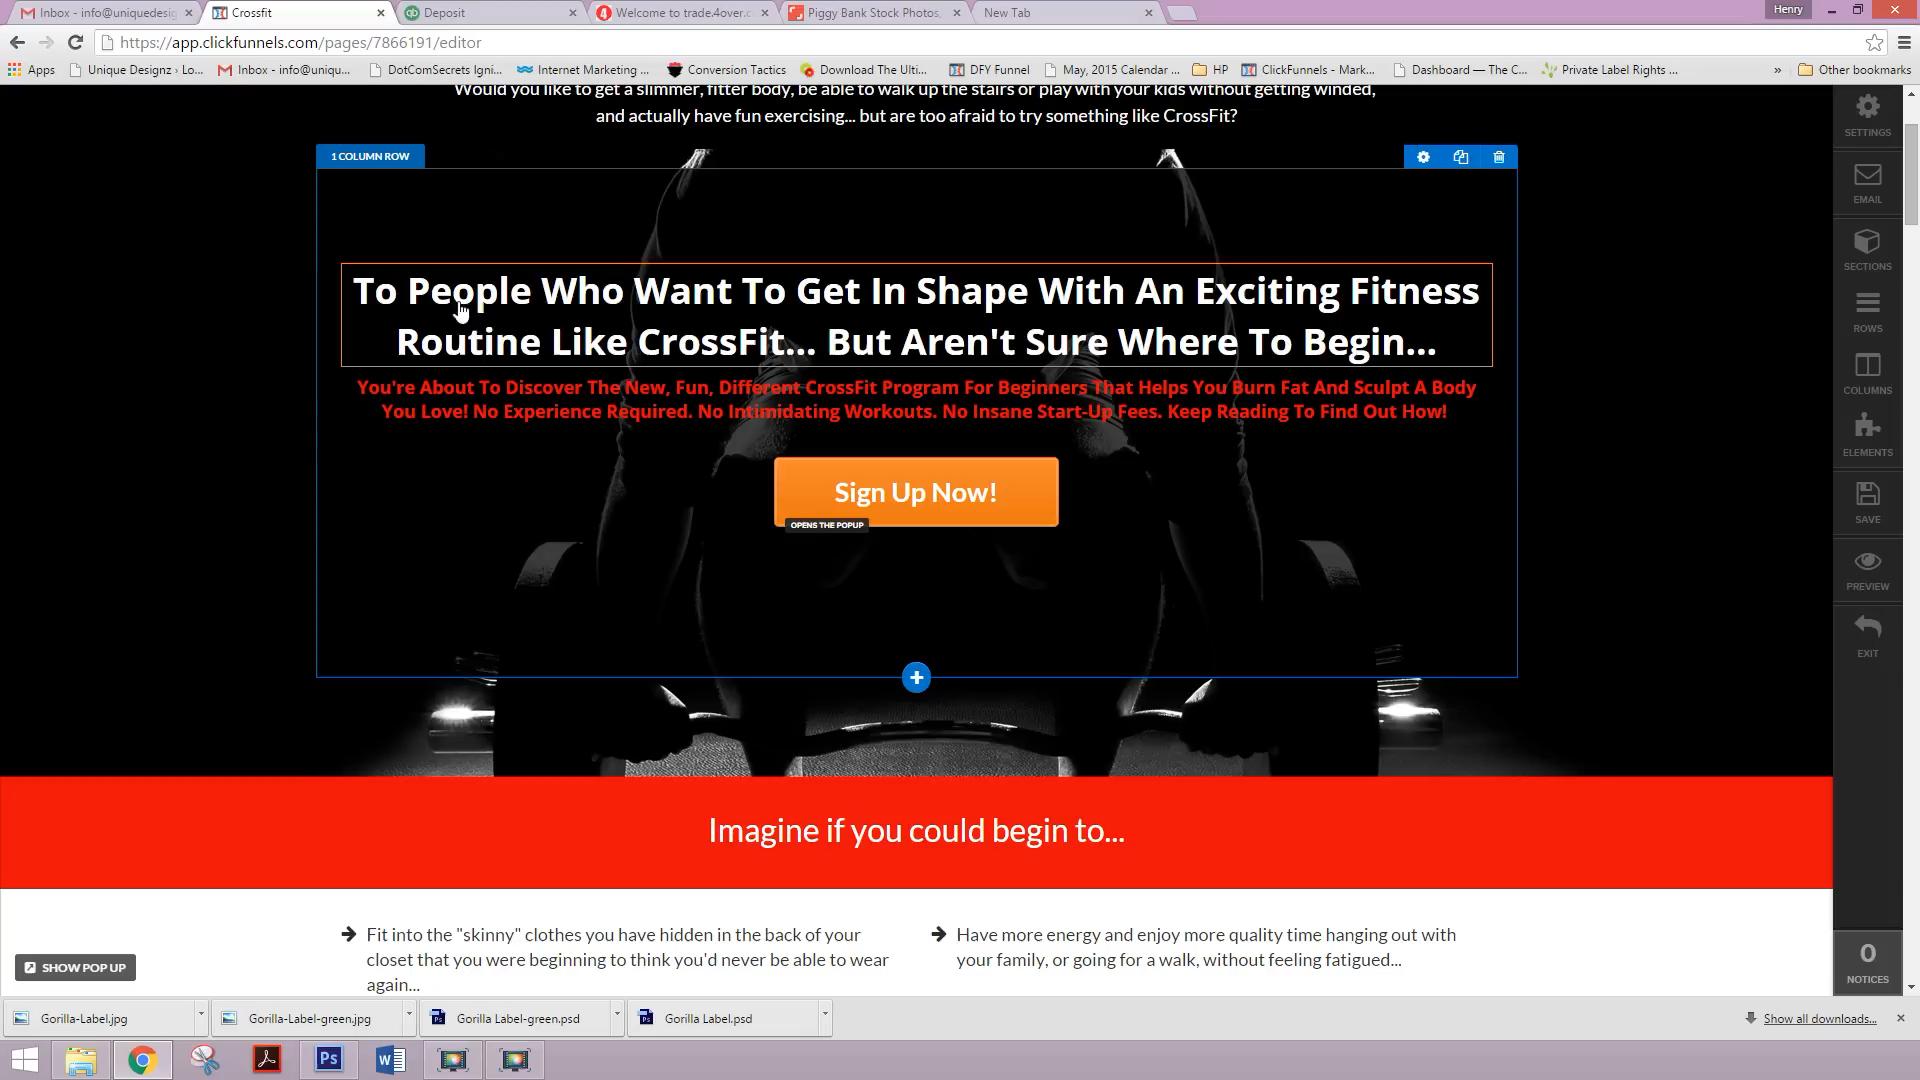 Inbox - info@uniquedesig
Crossfit
Deposit
Welcome to trade.4over.c
Piggy Bank Stock Photos,
New Tab
Henry
https://app.clickfunnels.com/pages/7866191/editor
Apps
Unique Designz › Lo...
Inbox - info@uniqu...
DotComSecrets Igni...
Internet Marketing ...
Conversion Tactics
Download The Ulti...
DFY Funnel
May, 2015 Calendar ...
HP
ClickFunnels - Mark...
Dashboard — The C...
Private Label Rights ...
»
Other bookmarks
Would you like to get a slimmer, fitter body, be able to walk up the stairs or play with your kids without getting winded,
and actually have fun exercising... but are too afraid to try something like CrossFit?
1 COLUMN ROW
To People Who Want To Get In Shape With An Exciting Fitness
Routine Like CrossFit... But Aren't Sure Where To Begin...
You're About To Discover The New, Fun, Different CrossFit Program For Beginners That Helps You Burn Fat And Sculpt A Body
You Love! No Experience Required. No Intimidating Workouts. No Insane Start-Up Fees. Keep Reading To Find Out How!
Sign Up Now!
OPENS THE POPUP
Imagine if you could begin to...
Fit into the "skinny" clothes you have hidden in the back of your
closet that you were beginning to think you'd never be able to wear
again...
Have more energy and enjoy more quality time hanging out with
your family, or going for a walk, without feeling fatigued...
SHOW POP UP
SETTINGS
EMAIL
SECTIONS
ROWS
COLUMNS
ELEMENTS
SAVE
PREVIEW
EXIT
0
NOTICES
Gorilla-Label.jpg
Gorilla-Label-green.jpg
Gorilla Label-green.psd
Gorilla Label.psd
Show all downloads...
Ps